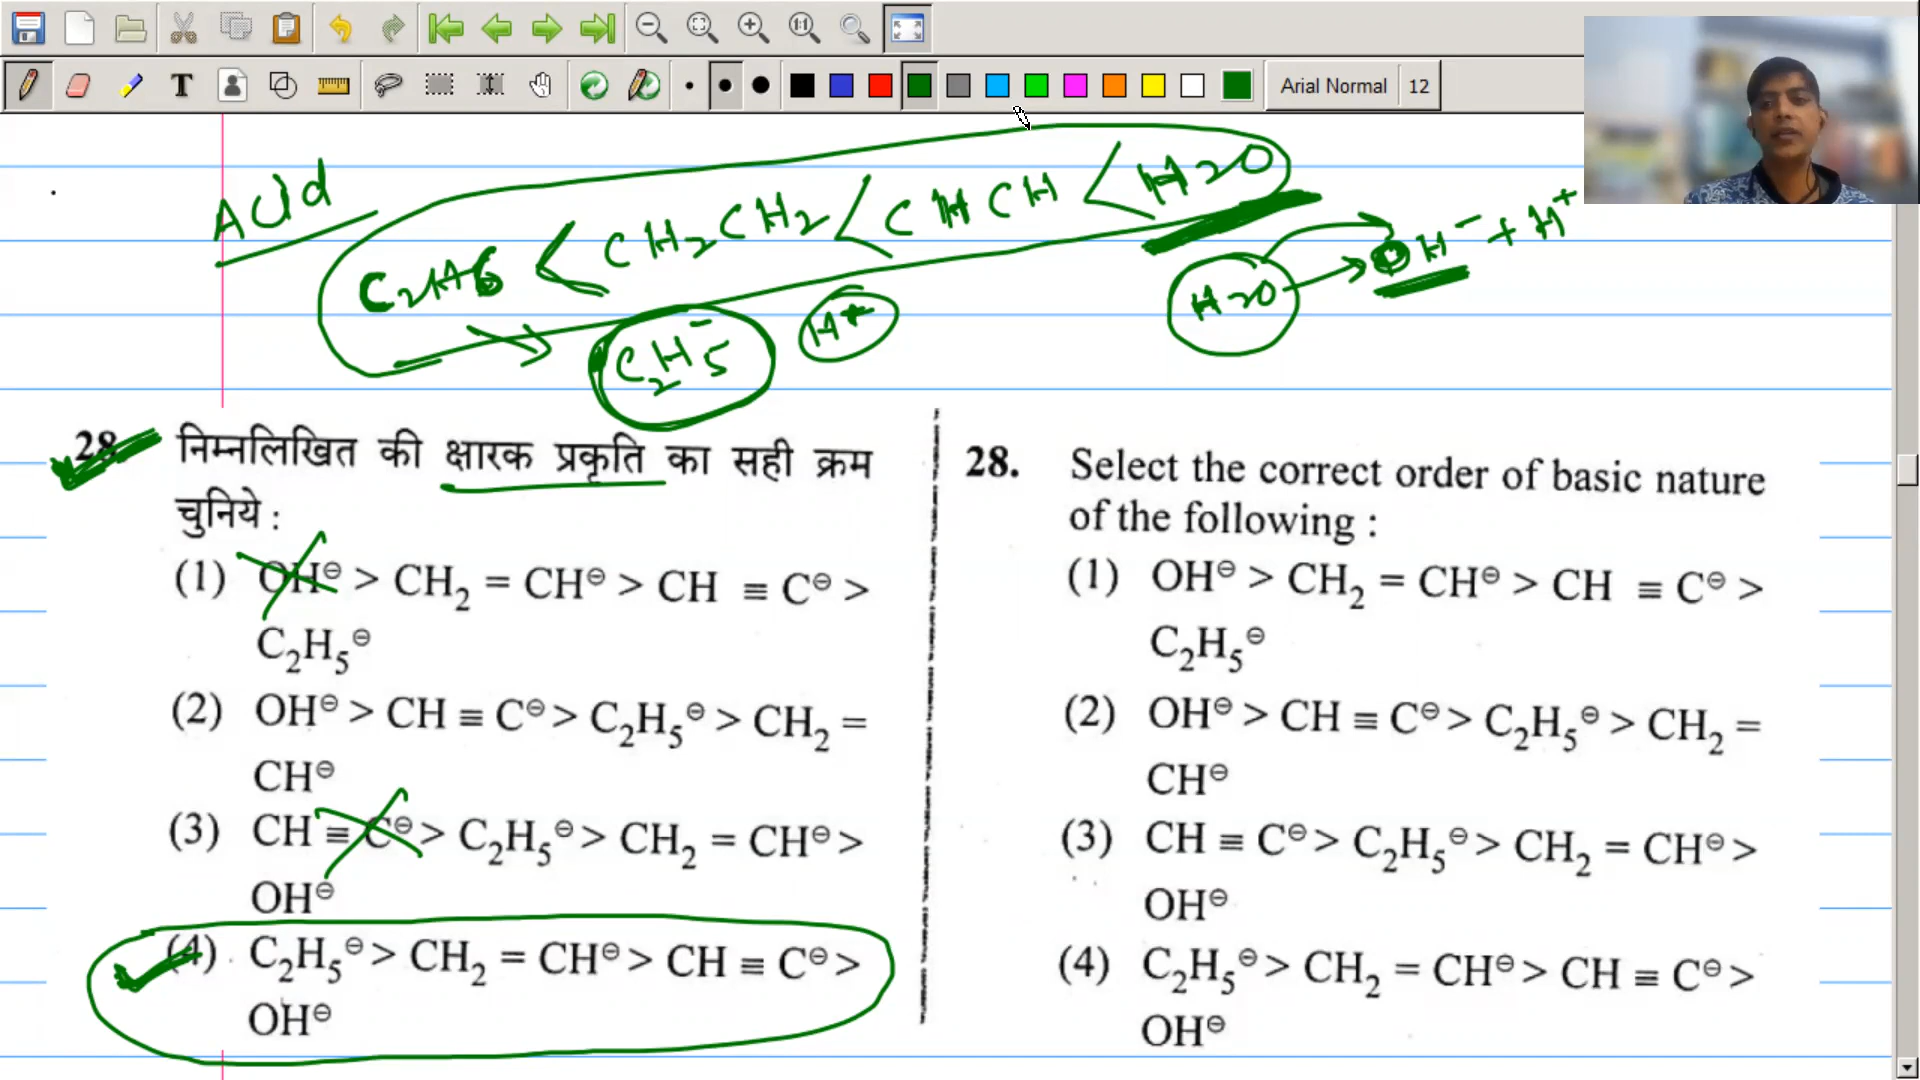 Arial Normal 12
Acid
C2H6 < CH2CH2 < CHCH < H2O
H2O → OH⁻ + H⁺
C2H5⁻ H⁺
28. निम्नलिखित की क्षारक प्रकृति का सही क्रम
चुनिये :
(1) OH⊖ > CH₂ = CH⊖ > CH ≡ C⊖ >
C₂H₅⊖
(2) OH⊖ > CH ≡ C⊖ > C₂H₅⊖ > CH₂ =
CH⊖
(3) CH ≡ C⊖ > C₂H₅⊖ > CH₂ = CH⊖ >
OH⊖
(4) C₂H₅⊖ > CH₂ = CH⊖ > CH ≡ C⊖ >
OH⊖
28. Select the correct order of basic nature
of the following :
(1) OH⊖ > CH₂ = CH⊖ > CH ≡ C⊖ >
C₂H₅⊖
(2) OH⊖ > CH ≡ C⊖ > C₂H₅⊖ > CH₂ =
CH⊖
(3) CH ≡ C⊖ > C₂H₅⊖ > CH₂ = CH⊖ >
OH⊖
(4) C₂H₅⊖ > CH₂ = CH⊖ > CH ≡ C⊖ >
OH⊖